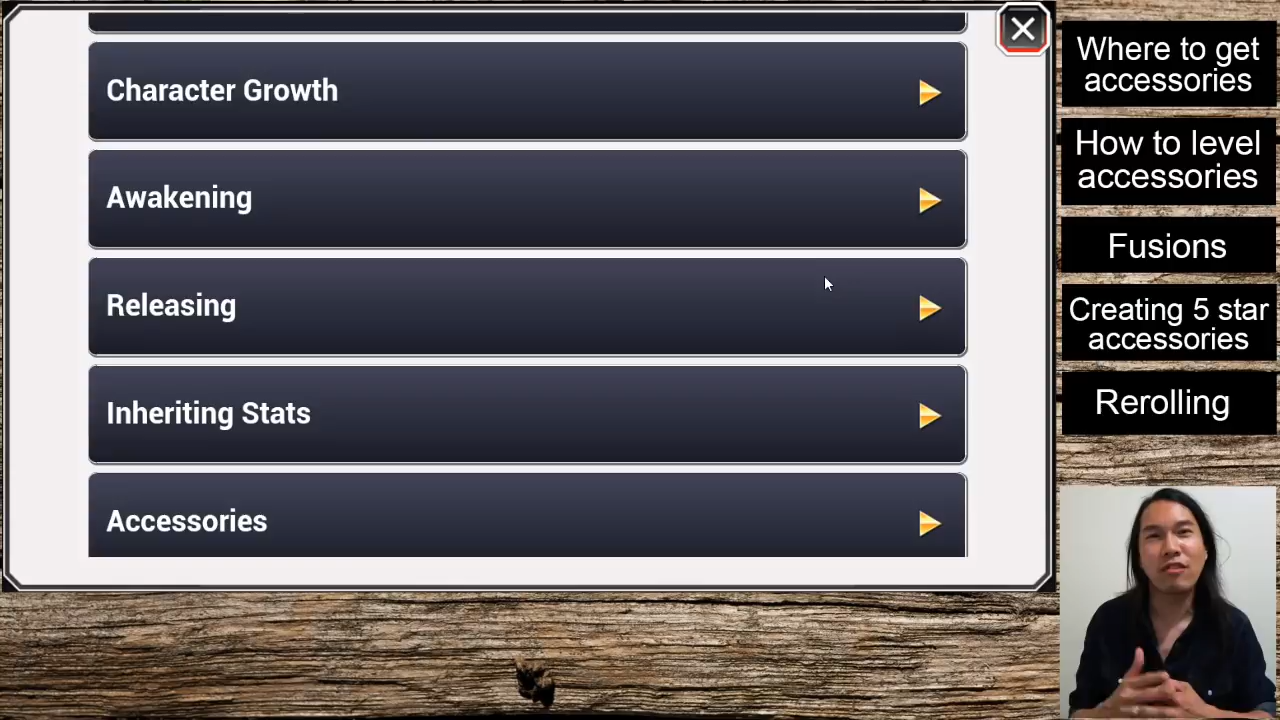 Character Growth
Awakening
Releasing
Inheriting Stats
Accessories
Where to get
accessories
How to level
accessories
Fusions
Creating 5 star
accessories
Rerolling